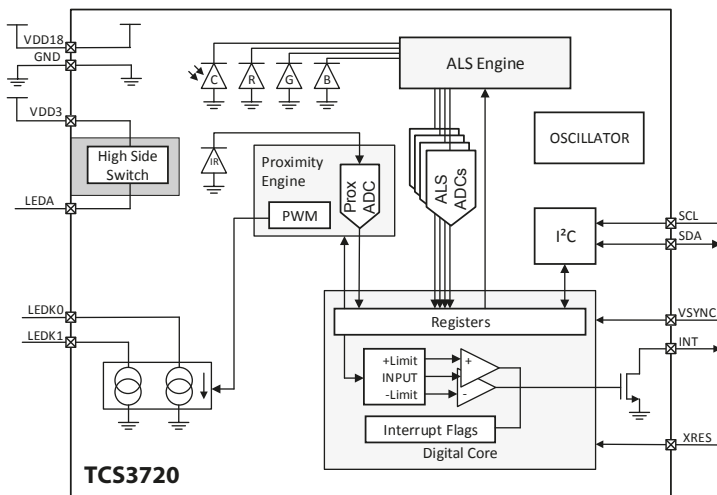 VDD18
GND
VDD3
High Side
Switch
LEDA
LEDK0
LEDK1
C
R
G
B
ALS Engine
OSCILLATOR
IR
Proximity
Engine
Prox
ADC
PWM
ALS
ADCs
I²C
SCL
SDA
VSYNC
INT
XRES
Registers
+Limit
INPUT
-Limit
+
-
Interrupt Flags
Digital Core
TCS3720